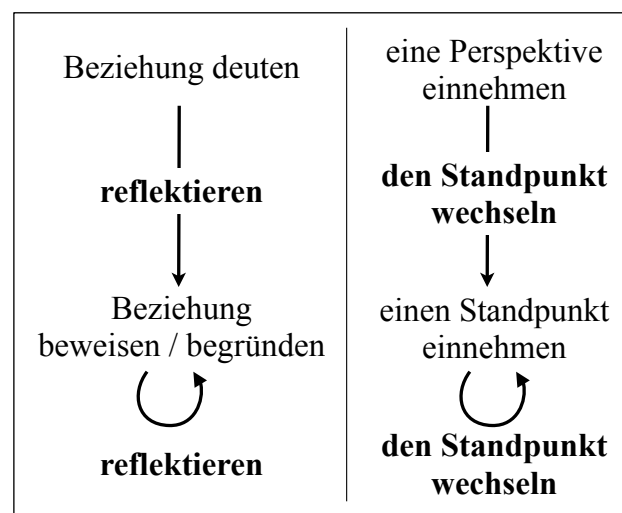 Beziehung deuten
reflektieren
Beziehung
beweisen / begründen
reflektieren
eine Perspektive
einnehmen
den Standpunkt
wechseln
einen Standpunkt
einnehmen
den Standpunkt
wechseln